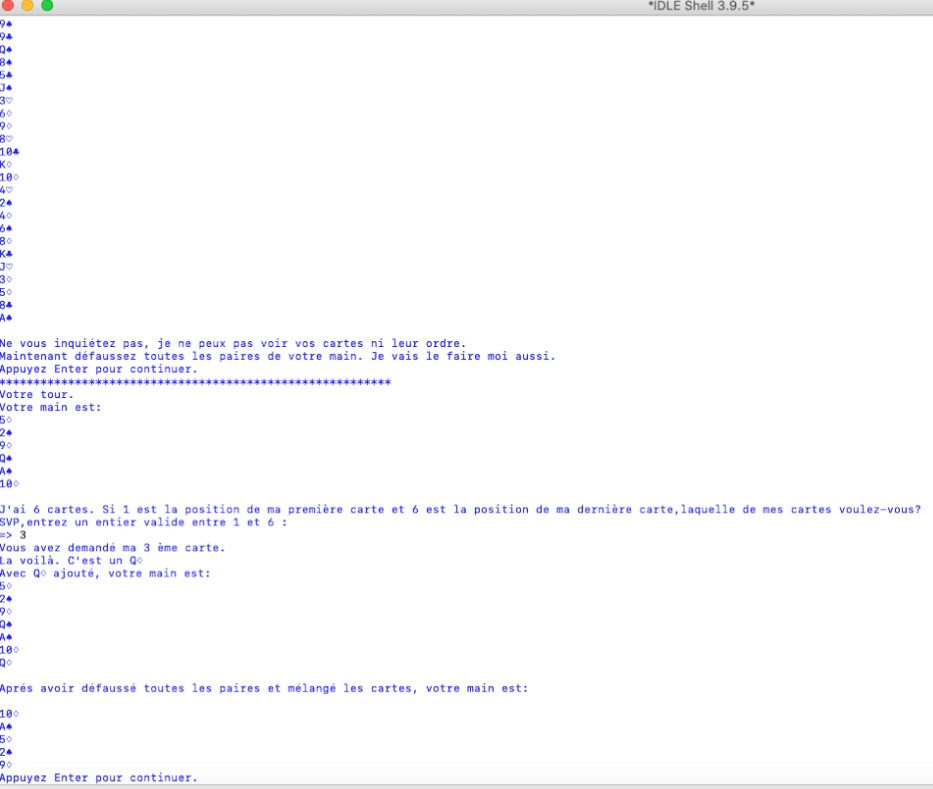 *IDLE Shell 3.9.5*
9♠
9♣
Q♠
8♠
5♣
J♠
3♡
6♢
9♢
8♡
10♣
K♢
10♢
4♡
2♠
4♢
6♠
8♢
K♣
J♡
3♢
5♢
8♣
A♠
Ne vous inquiétez pas, je ne peux pas voir vos cartes ni leur ordre.
Maintenant défaussez toutes les paires de votre main. Je vais le faire moi aussi.
Appuyez Enter pour continuer.
*********************************************************
Votre tour.
Votre main est:
5♢
2♠
9♢
Q♠
A♠
10♢
J'ai 6 cartes. Si 1 est la position de ma première carte et 6 est la position de ma dernière carte,laquelle de mes cartes voulez-vous?
SVP,entrez un entier valide entre 1 et 6 :
=> 3
Vous avez demandé ma 3 ème carte.
La voilà. C'est un Q♢
Avec Q♢ ajouté, votre main est:
5♢
2♠
9♢
Q♠
A♠
10♢
Q♢
Aprés avoir défaussé toutes les paires et mélangé les cartes, votre main est:
10♢
A♠
5♢
2♠
9♢
Appuyez Enter pour continuer.